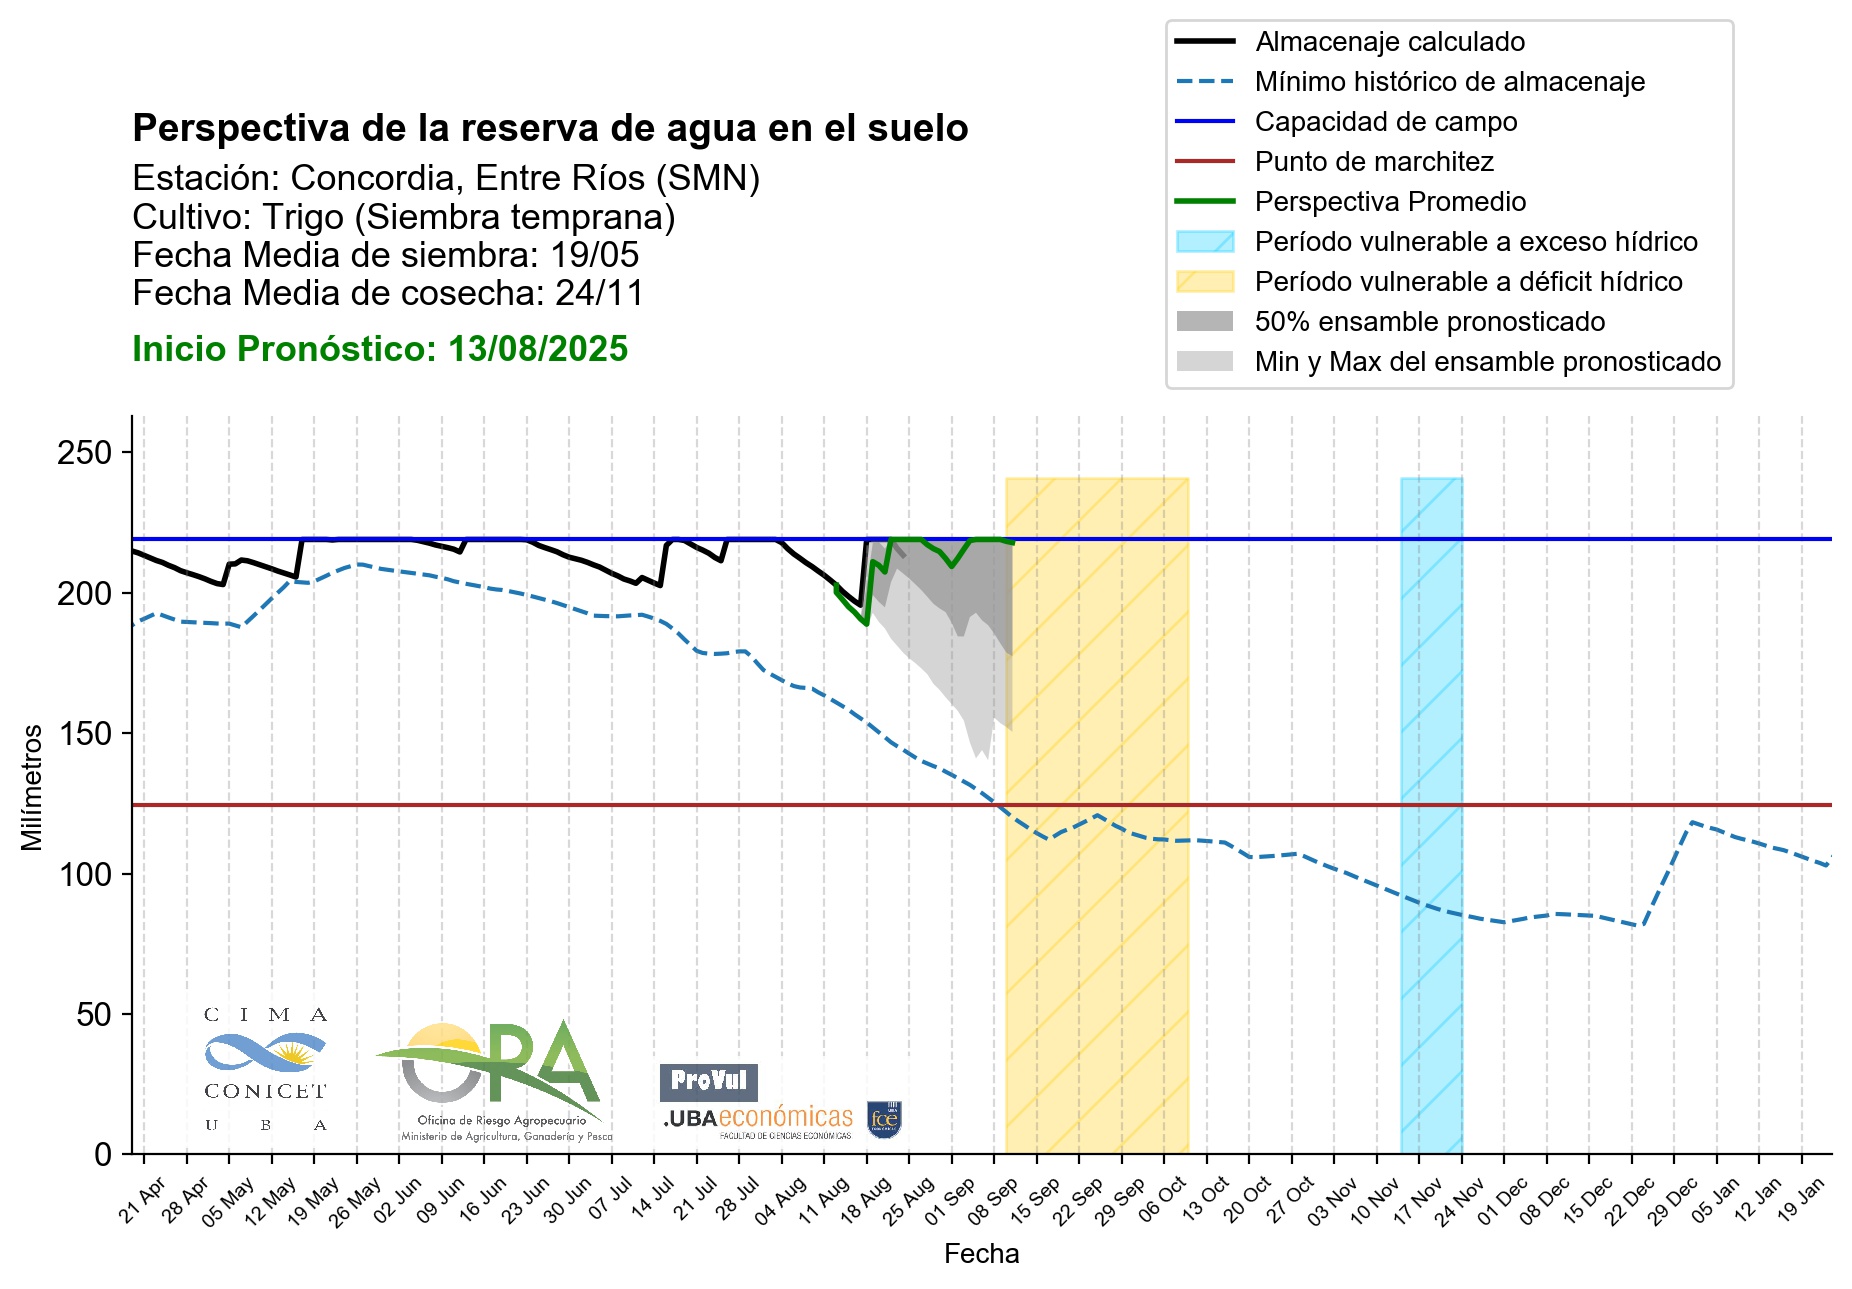 Almacenaje calculado
Mínimo histórico de almacenaje
Capacidad de campo
Punto de marchitez
Perspectiva Promedio
Período vulnerable a exceso hídrico
Período vulnerable a déficit hídrico
50% ensamble pronosticado
Min y Max del ensamble pronosticado
Perspectiva de la reserva de agua en el suelo
Estación: Concordia, Entre Ríos (SMN)
Cultivo: Trigo (Siembra temprana)
Fecha Media de siembra: 19/05
Fecha Media de cosecha: 24/11
Inicio Pronóstico: 13/08/2025
Milímetros
250
200
150
100
50
0
CIMA
CONICET
UBA
ORA
Oficina de Riesgo Agropecuario
Ministerio de Agricultura, Ganadería y Pesca
ProVul
.UBAeconómicas
FACULTAD DE CIENCIAS ECONÓMICAS
fce
21 Apr
28 Apr
05 May
12 May
19 May
26 May
02 Jun
09 Jun
16 Jun
23 Jun
30 Jun
07 Jul
14 Jul
21 Jul
28 Jul
04 Aug
11 Aug
18 Aug
25 Aug
01 Sep
08 Sep
15 Sep
22 Sep
29 Sep
06 Oct
13 Oct
20 Oct
27 Oct
03 Nov
10 Nov
17 Nov
24 Nov
01 Dec
08 Dec
15 Dec
22 Dec
29 Dec
05 Jan
12 Jan
19 Jan
Fecha